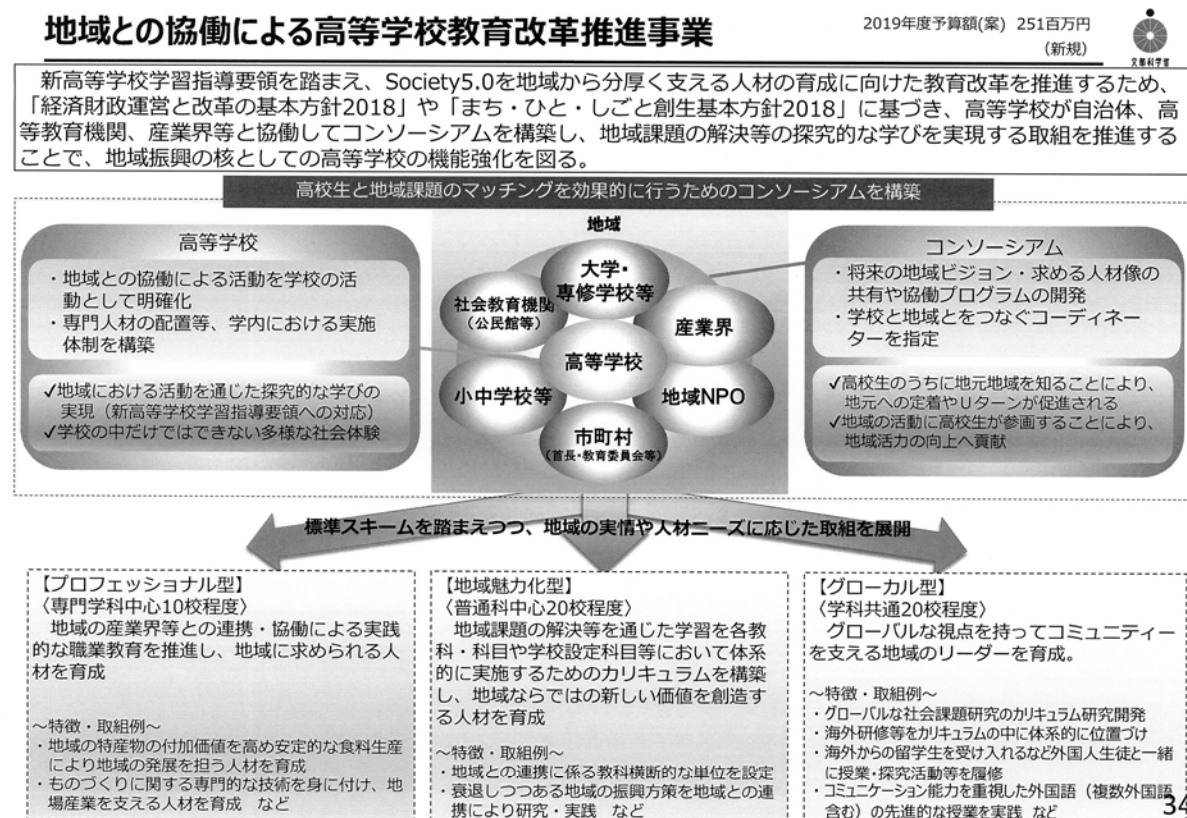 地域との協働による高等学校教育改革推進事業
2019年度予算額(案) 251百万円
(新規)
文部科学省
新高等学校学習指導要領を踏まえ、Society5.0を地域から分厚く支える人材の育成に向けた教育改革を推進するため、
「経済財政運営と改革の基本方針2018」や「まち・ひと・しごと創生基本方針2018」に基づき、高等学校が自治体、高
等教育機関、産業界等と協働してコンソーシアムを構築し、地域課題の解決等の探究的な学びを実現する取組を推進する
ことで、地域振興の核としての高等学校の機能強化を図る。
高校生と地域課題のマッチングを効果的に行うためのコンソーシアムを構築
高等学校
・地域との協働による活動を学校の活
動として明確化
・専門人材の配置等、学内における実施
体制を構築
✓地域における活動を通じた探究的な学びの
実現（新高等学校学習指導要領への対応）
✓学校の中だけではできない多様な社会体験
地域
大学・
専修学校等
社会教育機関
（公民館等）
産業界
高等学校
小中学校等
地域NPO
市町村
（首長・教育委員会等）
コンソーシアム
・将来の地域ビジョン・求める人材像の
共有や協働プログラムの開発
・学校と地域とをつなぐコーディネー
ターを指定
✓高校生のうちに地元地域を知ることにより、
地元への定着やUターンが促進される
✓地域の活動に高校生が参画することにより、
地域活力の向上へ貢献
標準スキームを踏まえつつ、地域の実情や人材ニーズに応じた取組を展開
【プロフェッショナル型】
〈専門学科中心10校程度〉
地域の産業界等との連携・協働による実践
的な職業教育を推進し、地域に求められる人
材を育成
～特徴・取組例～
・地域の特産物の付加価値を高め安定的な食料生産
により地域の発展を担う人材を育成
・ものづくりに関する専門的な技術を身に付け、地
場産業を支える人材を育成 など
【地域魅力化型】
〈普通科中心20校程度〉
地域課題の解決等を通じた学習を各教
科・科目や学校設定科目等において体系
的に実施するためのカリキュラムを構築
し、地域ならではの新しい価値を創造す
る人材を育成
～特徴・取組例～
・地域との連携に係る教科横断的な単位を設定
・衰退しつつある地域の振興方策を地域との連
携により研究・実践 など
【グローカル型】
〈学科共通20校程度〉
グローバルな視点を持ってコミュニティー
を支える地域のリーダーを育成。
～特徴・取組例～
・グローバルな社会課題研究のカリキュラム研究開発
・海外研修等をカリキュラムの中に体系的に位置づけ
・海外からの留学生を受け入れるなど外国人生徒と一緒
に授業・探究活動等を履修
・コミュニケーション能力を重視した外国語（複数外国語
含む）の先進的な授業を実践 など
34